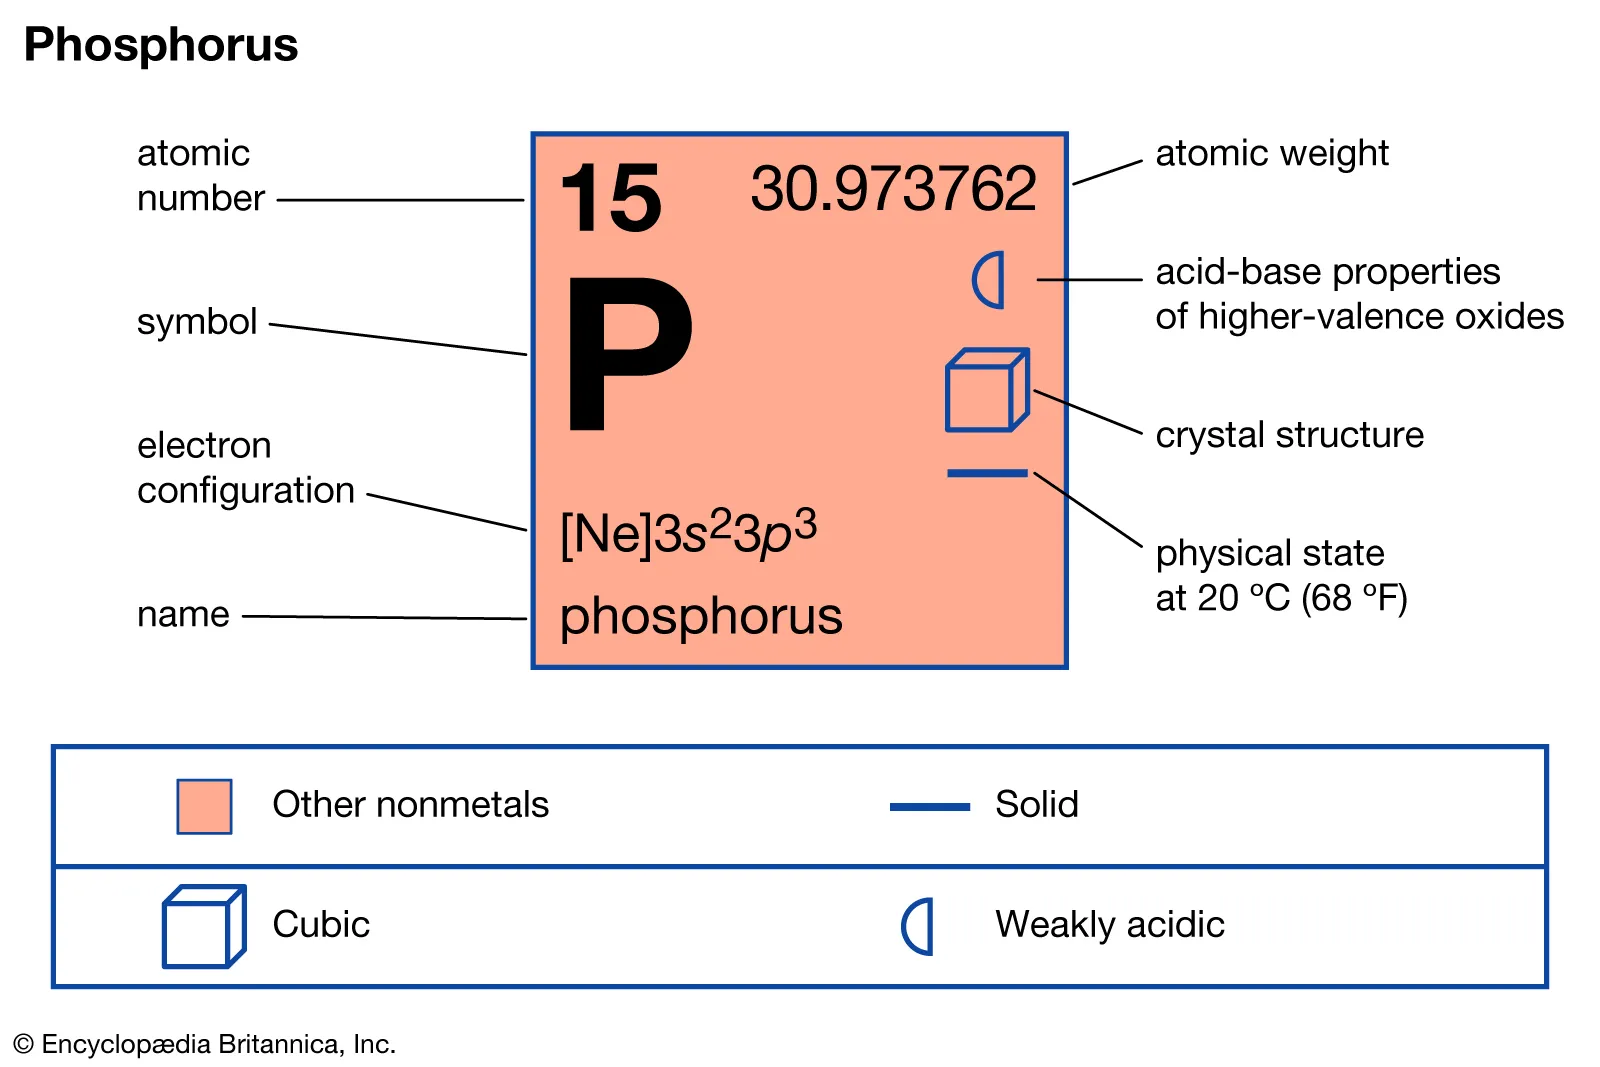 Phosphorus
atomic
number
symbol
electron
configuration
name
15 30.973762
P
[Ne]3s²3p³
phosphorus
atomic weight
acid-base properties
of higher-valence oxides
crystal structure
physical state
at 20 ºC (68 ºF)
Other nonmetals
Solid
Cubic
Weakly acidic
© Encyclopædia Britannica, Inc.